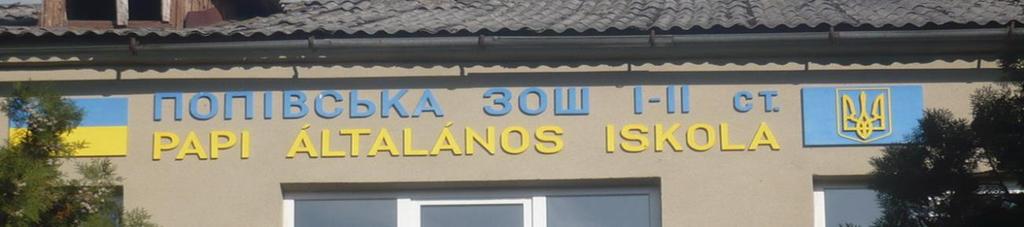 ПОПІВСЬКА ЗОШ І-ІІ СТ.
PAPI ÁLTALÁNOS ISKOLA